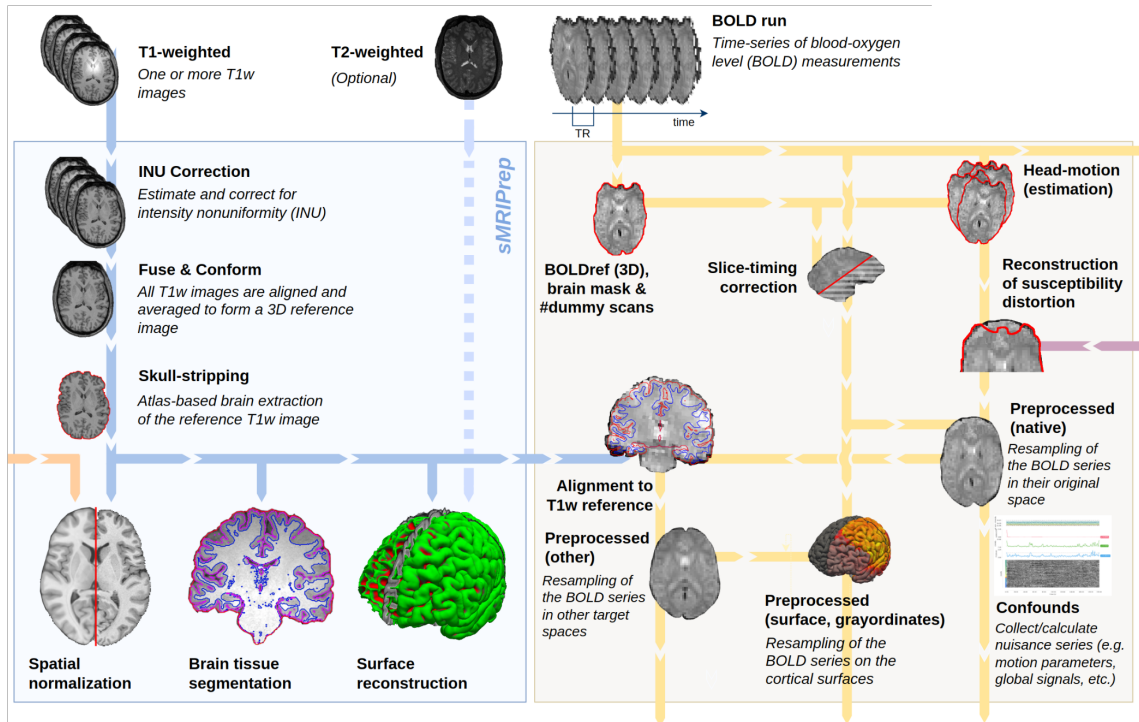 T1-weighted
One or more T1w
images
T2-weighted
(Optional)
BOLD run
Time-series of blood-oxygen
level (BOLD) measurements
TR
time
sMRIPrep
INU Correction
Estimate and correct for
intensity nonuniformity (INU)
Fuse & Conform
All T1w images are aligned and
averaged to form a 3D reference
image
Skull-stripping
Atlas-based brain extraction
of the reference T1w image
Spatial
normalization
Brain tissue
segmentation
Surface
reconstruction
Head-motion
(estimation)
BOLDref (3D),
brain mask &
#dummy scans
Slice-timing
correction
Reconstruction
of susceptibility
distortion
Preprocessed
(native)
Resampling of
the BOLD series
in their original
space
Alignment to
T1w reference
Preprocessed
(other)
Resampling of
the BOLD series
in other target
spaces
Preprocessed
(surface, grayordinates)
Resampling of the
BOLD series on the
cortical surfaces
Confounds
Collect/calculate
nuisance series (e.g.
motion parameters,
global signals, etc.)